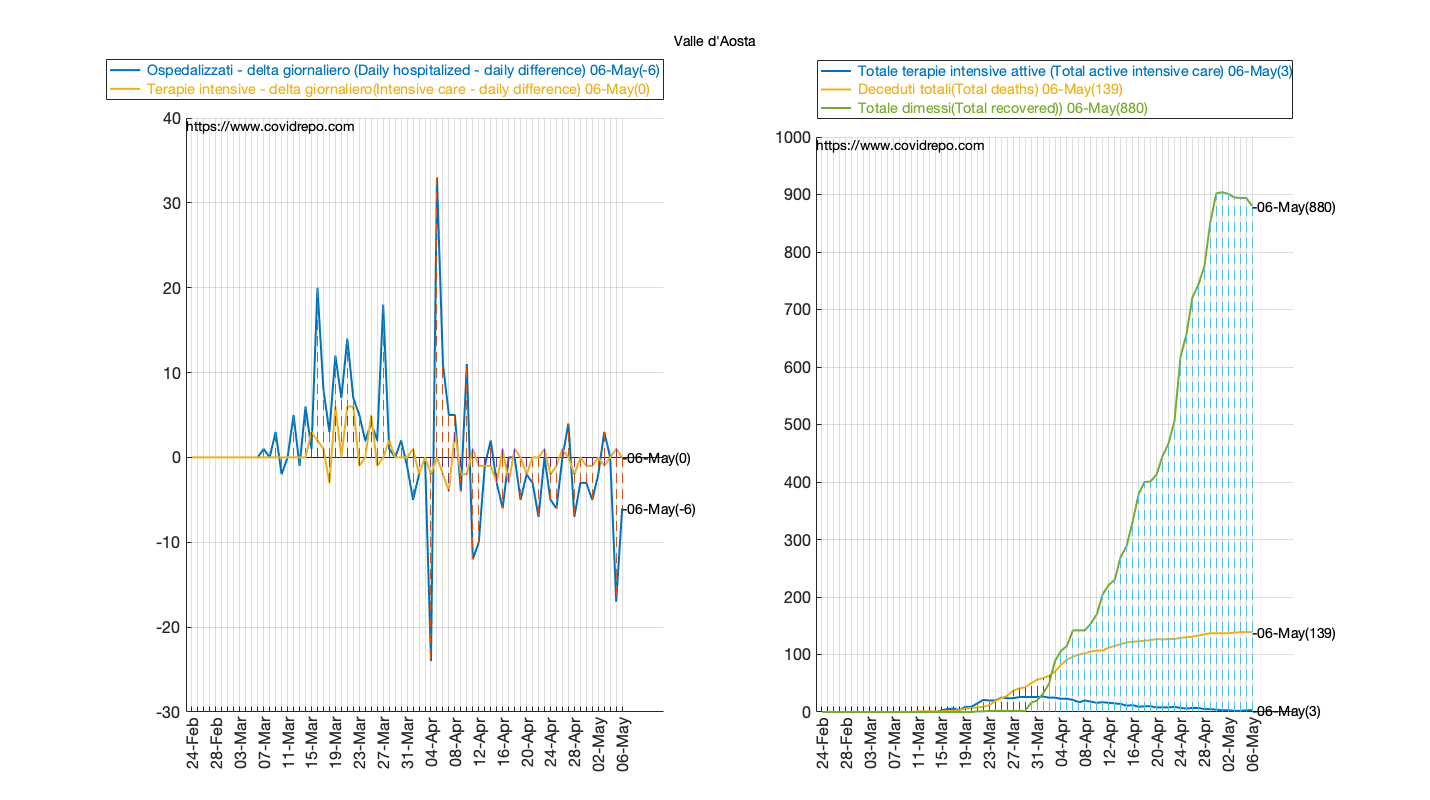 Valle d'Aosta
Ospedalizzati - delta giornaliero (Daily hospitalized - daily difference) 06-May(-6)
Terapie intensive - delta giornaliero(Intensive care - daily difference) 06-May(0)
40
https://www.covidrepo.com
30
20
10
0
-10
-20
-30
06-May(0)
06-May(-6)
24-Feb
28-Feb
03-Mar
07-Mar
11-Mar
15-Mar
19-Mar
23-Mar
27-Mar
31-Mar
04-Apr
08-Apr
12-Apr
16-Apr
20-Apr
24-Apr
28-Apr
02-May
06-May
Totale terapie intensive attive (Total active intensive care) 06-May(3)
Deceduti totali(Total deaths) 06-May(139)
Totale dimessi(Total recovered)) 06-May(880)
1000
https://www.covidrepo.com
900
800
700
600
500
400
300
200
100
0
06-May(880)
06-May(139)
06-May(3)
24-Feb
28-Feb
03-Mar
07-Mar
11-Mar
15-Mar
19-Mar
23-Mar
27-Mar
31-Mar
04-Apr
08-Apr
12-Apr
16-Apr
20-Apr
24-Apr
28-Apr
02-May
06-May